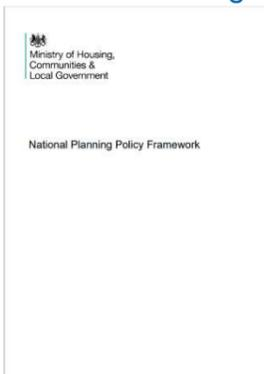 Ministry of Housing,
Communities &
Local Government
National Planning Policy Framework